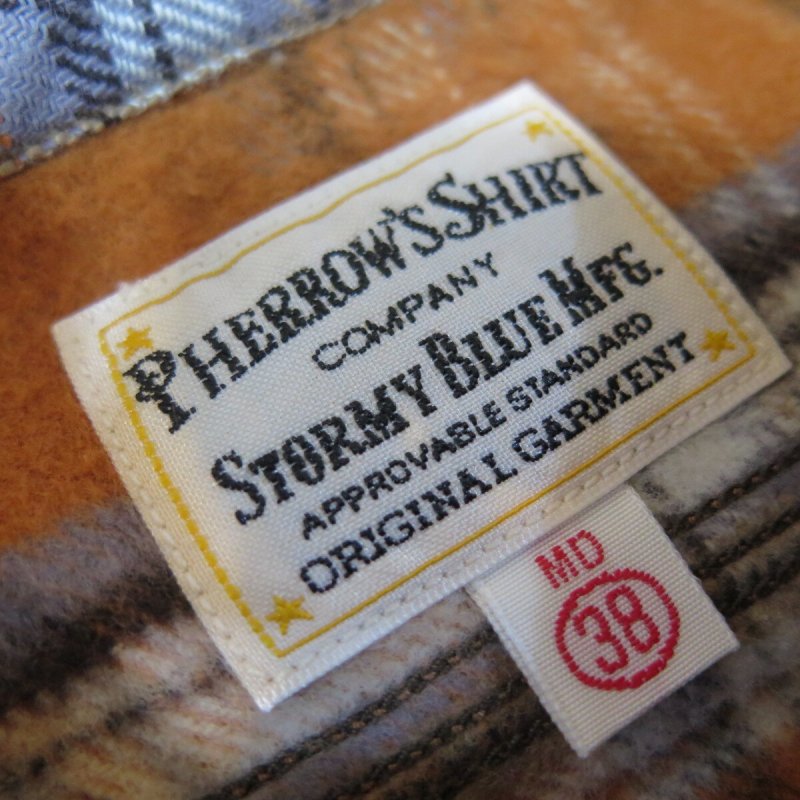 PHERROW'S SHIRT
COMPANY
STORMY BLUE MFG.
APPROVABLE STANDARD
ORIGINAL GARMENT
MD
38